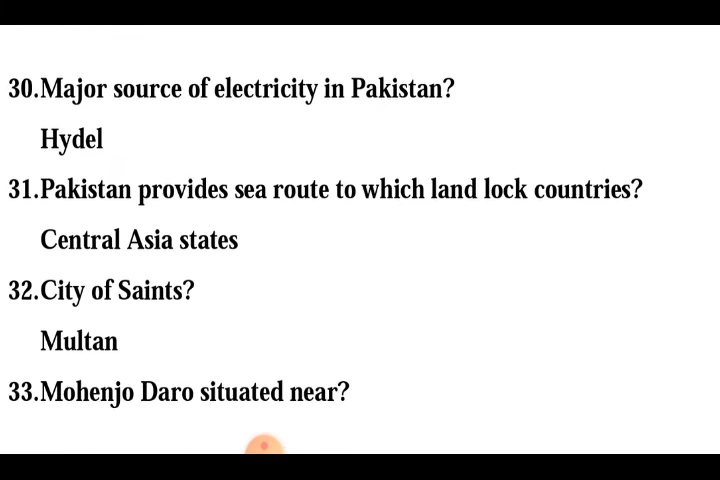 30.Major source of electricity in Pakistan?
Hydel
31.Pakistan provides sea route to which land lock countries?
Central Asia states
32.City of Saints?
Multan
33.Mohenjo Daro situated near?